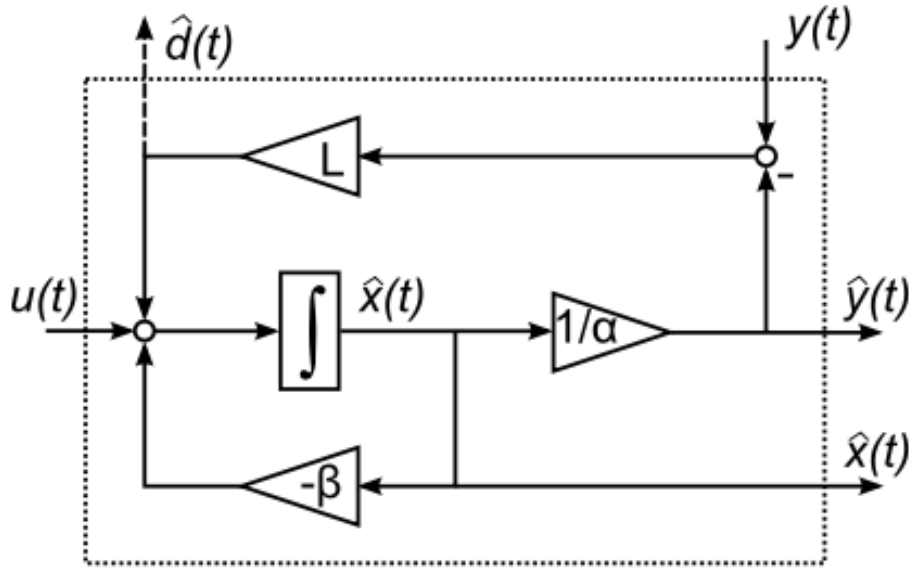 d̂(t)
y(t)
L
-
u(t)
∫
x̂(t)
1/α
ŷ(t)
-β
x̂(t)